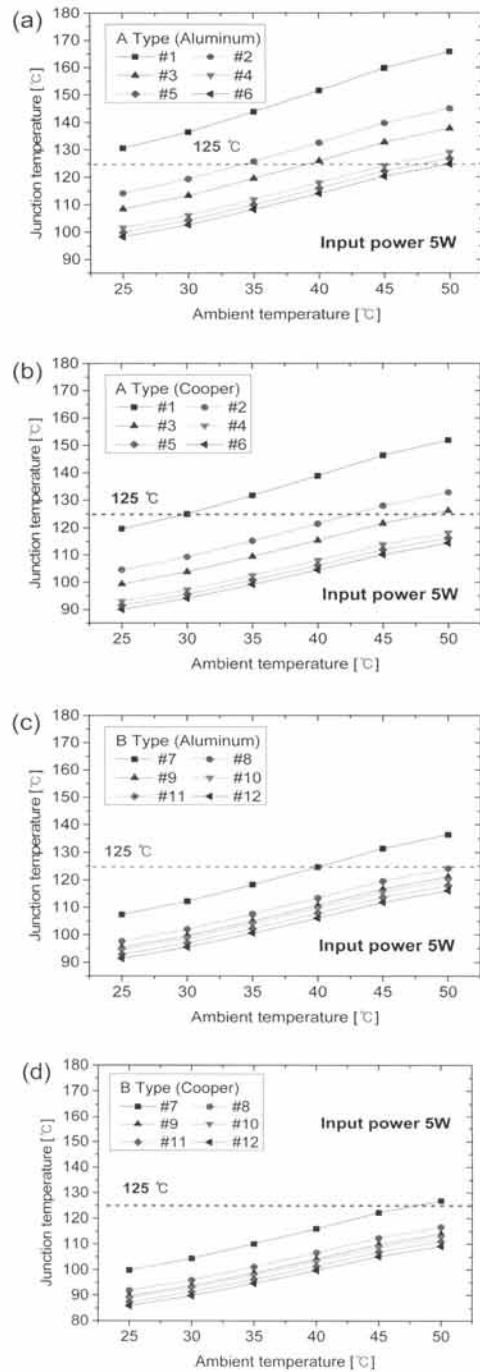 (a)
A Type (Aluminum)
#1 #2
#3 #4
#5 #6
125 ℃
Input power 5W
Junction temperature [℃]
180
170
160
150
140
130
120
110
100
90
25 30 35 40 45 50
Ambient temperature [℃]
(b)
A Type (Cooper)
#1 #2
#3 #4
#5 #6
125 ℃
Input power 5W
Junction temperature [℃]
180
170
160
150
140
130
120
110
100
90
25 30 35 40 45 50
Ambient temperature [℃]
(c)
B Type (Aluminum)
#7 #8
#9 #10
#11 #12
125 ℃
Input power 5W
Junction temperature [℃]
180
170
160
150
140
130
120
110
100
90
25 30 35 40 45 50
Ambient temperature [℃]
(d)
B Type (Cooper)
#7 #8
#9 #10
#11 #12
Input power 5W
125 ℃
Junction temperature [℃]
180
170
160
150
140
130
120
110
100
90
80
25 30 35 40 45 50
Ambient temperature [℃]